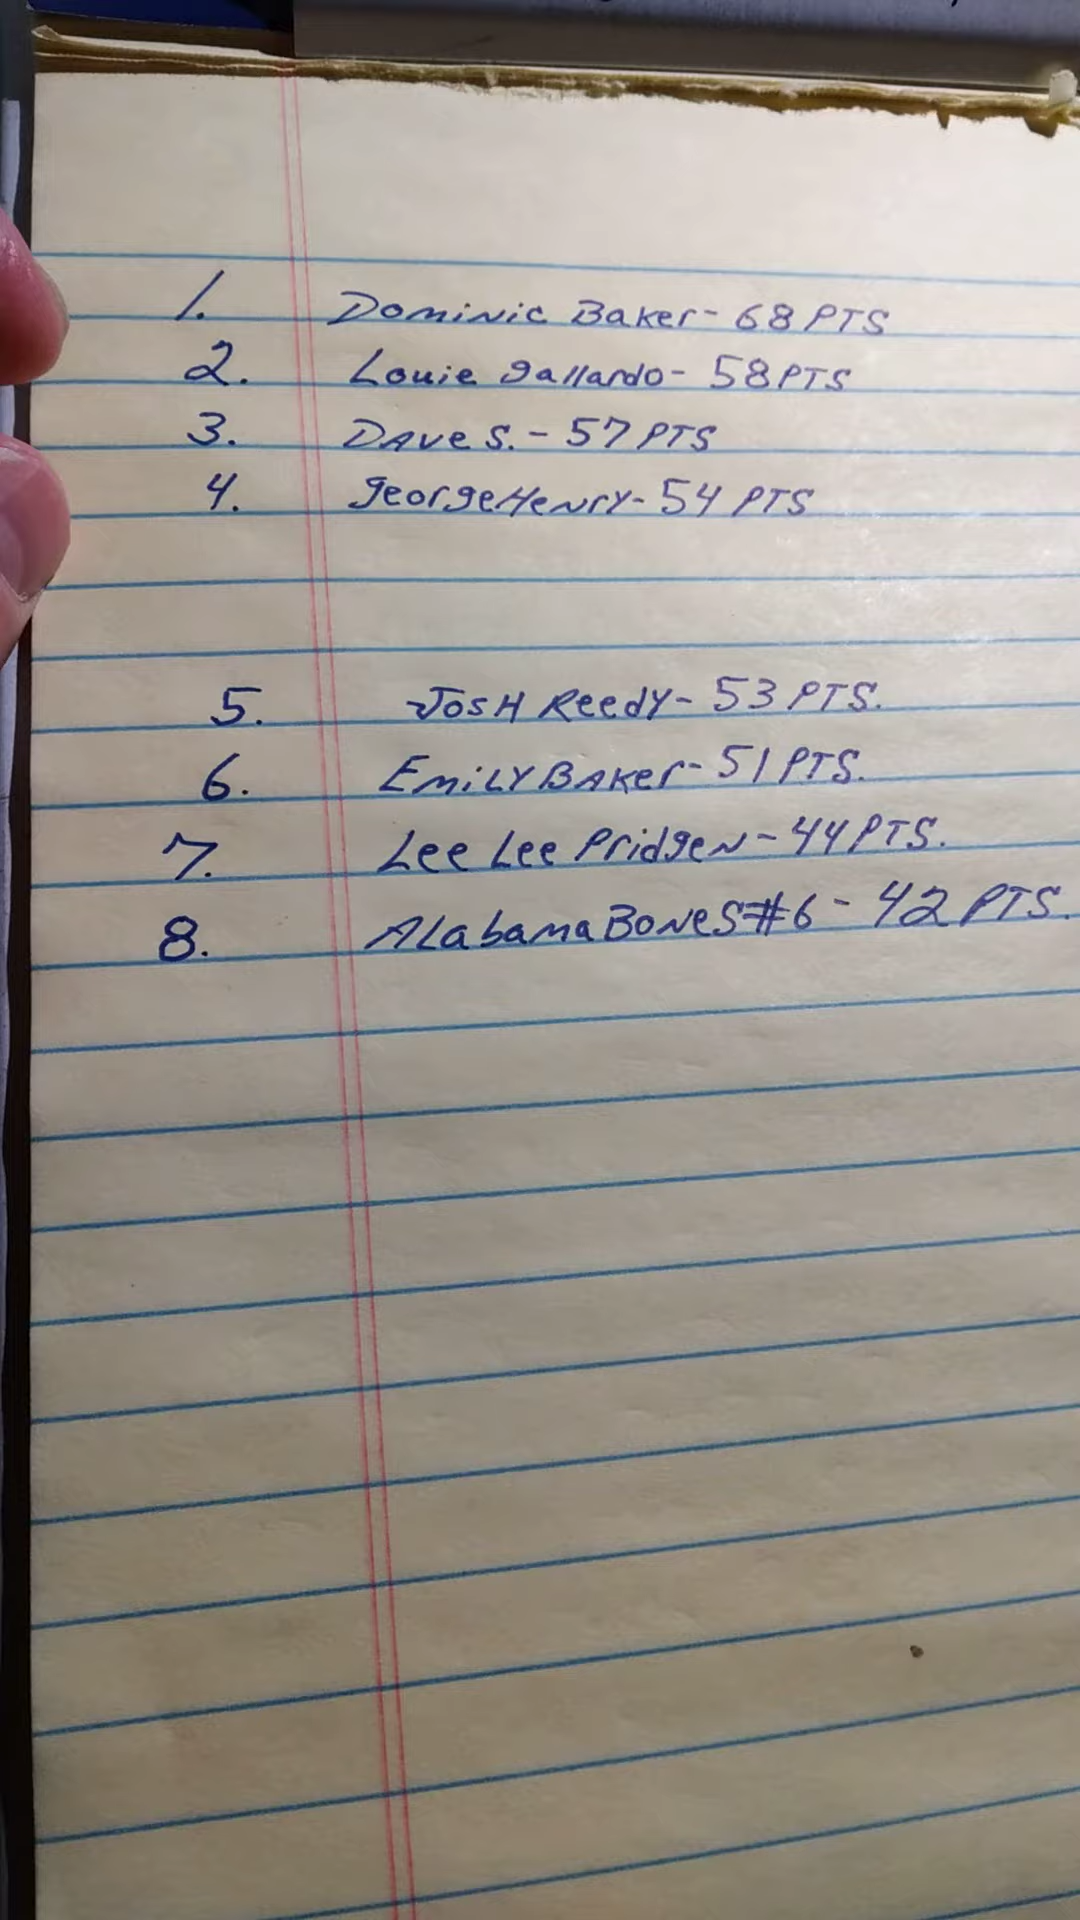 1. Dominic Baker - 68 PTS
2. Louie gallardo - 58 PTS
3. Dave S. - 57 PTS
4. george Henry - 54 PTS
5. Josh Reedy - 53 PTS.
6. Emily Baker - 51 PTS.
7. Lee Lee Pridgen - 44 PTS.
8. Alabama Bones #6 - 42 PTS.